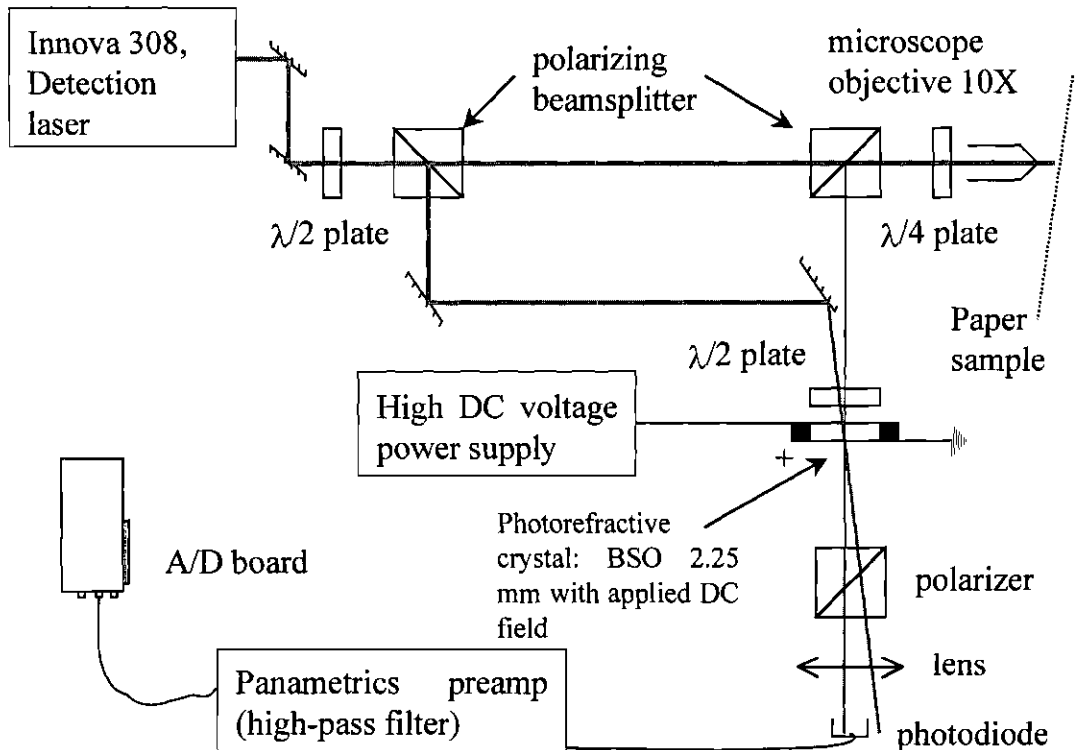 Innova 308,
Detection
laser
polarizing
beamsplitter
microscope
objective 10X
λ/2 plate
λ/4 plate
Paper
sample
λ/2 plate
High DC voltage
power supply
+
Photorefractive
crystal: BSO 2.25
mm with applied DC
field
A/D board
polarizer
lens
Panametrics preamp
(high-pass filter)
photodiode